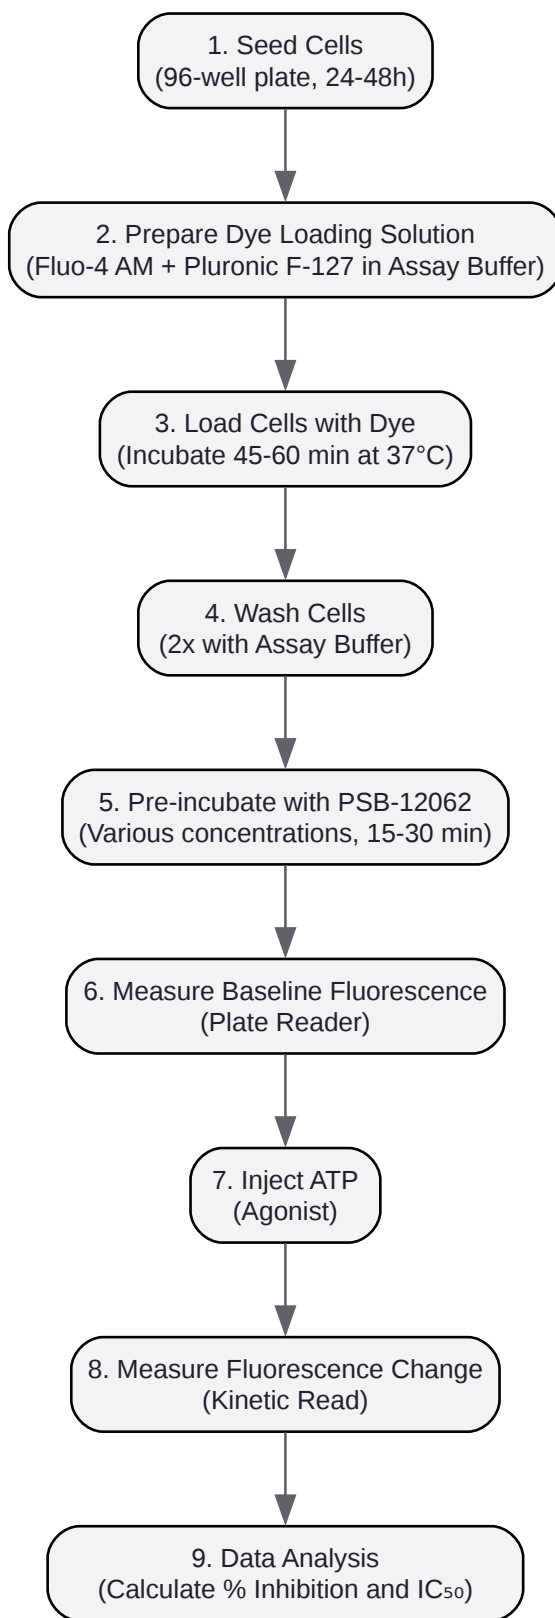 1. Seed Cells
(96-well plate, 24-48h)
2. Prepare Dye Loading Solution
(Fluo-4 AM + Pluronic F-127 in Assay Buffer)
3. Load Cells with Dye
(Incubate 45-60 min at 37°C)
4. Wash Cells
(2x with Assay Buffer)
5. Pre-incubate with PSB-12062
(Various concentrations, 15-30 min)
6. Measure Baseline Fluorescence
(Plate Reader)
7. Inject ATP
(Agonist)
8. Measure Fluorescence Change
(Kinetic Read)
9. Data Analysis
(Calculate % Inhibition and IC₅₀)